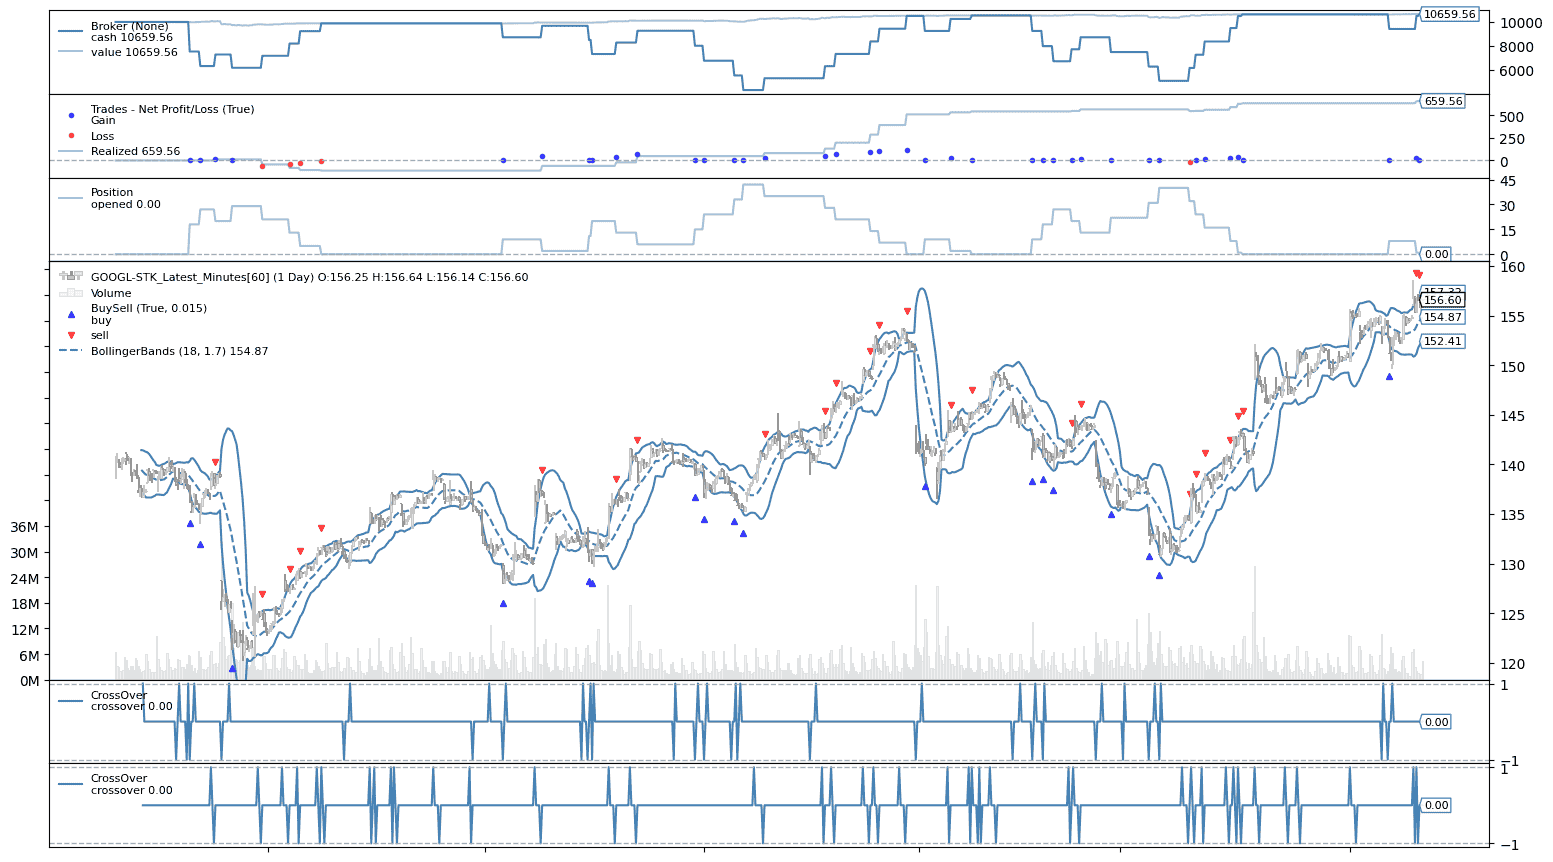 Broker (None)
cash 10659.56
value 10659.56
10659.56
10000
8000
6000
Trades - Net Profit/Loss (True)
Gain
Loss
Realized 659.56
659.56
500
250
0
Position
opened 0.00
45
30
15
0
0.00
GOOGL-STK_Latest_Minutes[60] (1 Day) O:156.25 H:156.64 L:156.14 C:156.60
Volume
BuySell (True, 0.015)
buy
sell
BollingerBands (18, 1.7) 154.87
160
155
150
145
140
135
130
125
120
156.60
154.87
152.41
36M
30M
24M
18M
12M
6M
0M
CrossOver
crossover 0.00
1
0.00
−1
CrossOver
crossover 0.00
1
0.00
−1